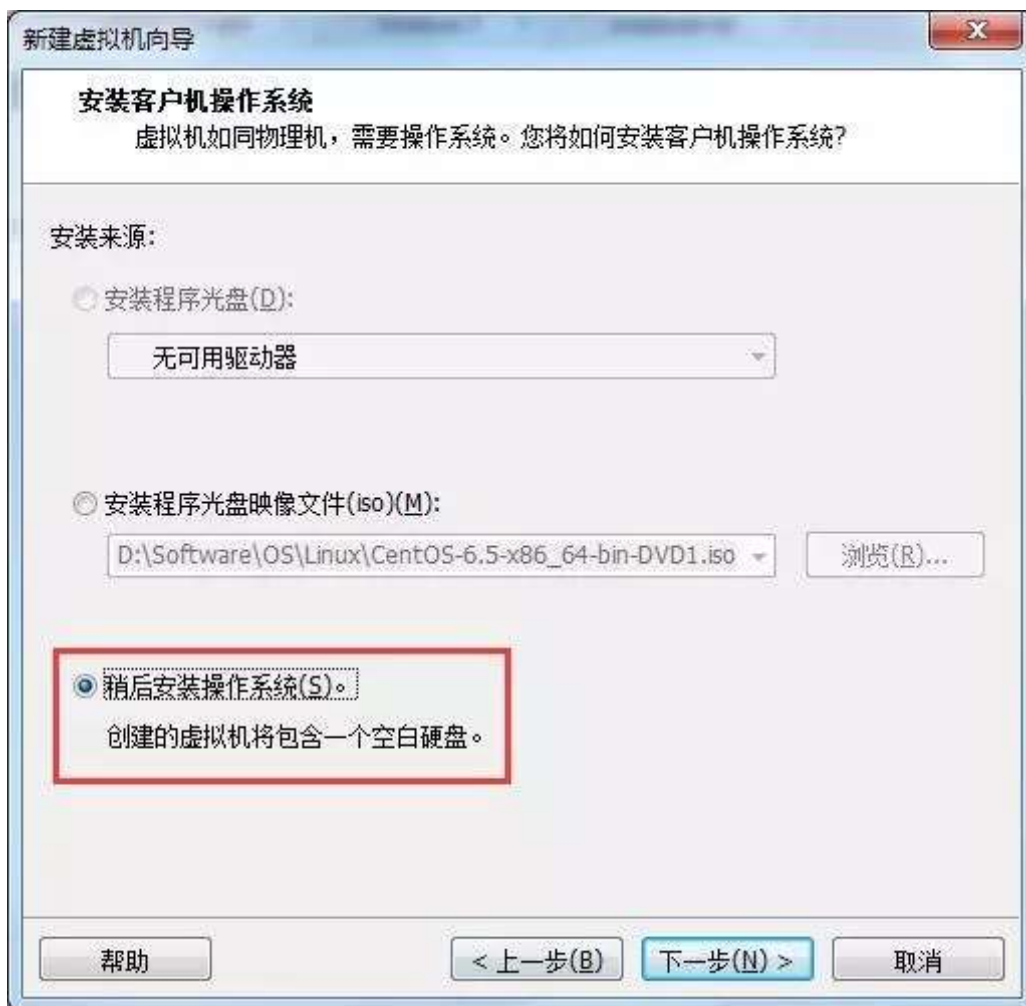 新建虚拟机向导
安装客户机操作系统
虚拟机如同物理机，需要操作系统。您将如何安装客户机操作系统？
安装来源:
安装程序光盘(D):
无可用驱动器
安装程序光盘映像文件(iso)(M):
D:\Software\OS\Linux\CentOS-6.5-x86_64-bin-DVD1.iso
浏览(R)...
稍后安装操作系统(S)。
创建的虚拟机将包含一个空白硬盘。
帮助
< 上一步(B)
下一步(N) >
取消